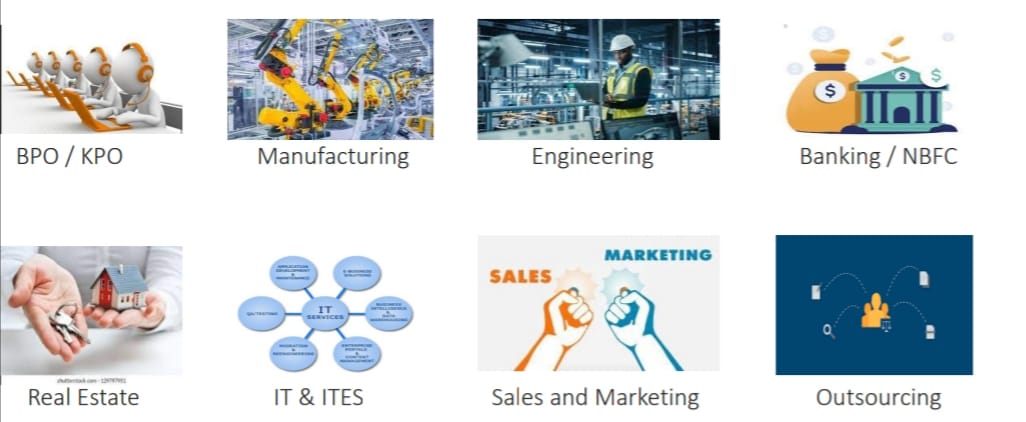 BPO / KPO
Manufacturing
Engineering
$
$
$
$
Banking / NBFC
shutterstock.com · 129797951
Real Estate
APPLICATION
DEVELOPMENT
&
MAINTENANCE
E-BUSINESS
SOLUTIONS
QA/TESTING
IT
SERVICES
BUSINESS
INTELLIGENCE
&
DATA
WAREHOUSING
MIGRATION
&
REENGINEERING
ENTERPRISE
PORTALS
&
CONTENT
MANAGEMENT
IT & ITES
MARKETING
SALES
Sales and Marketing
Outsourcing